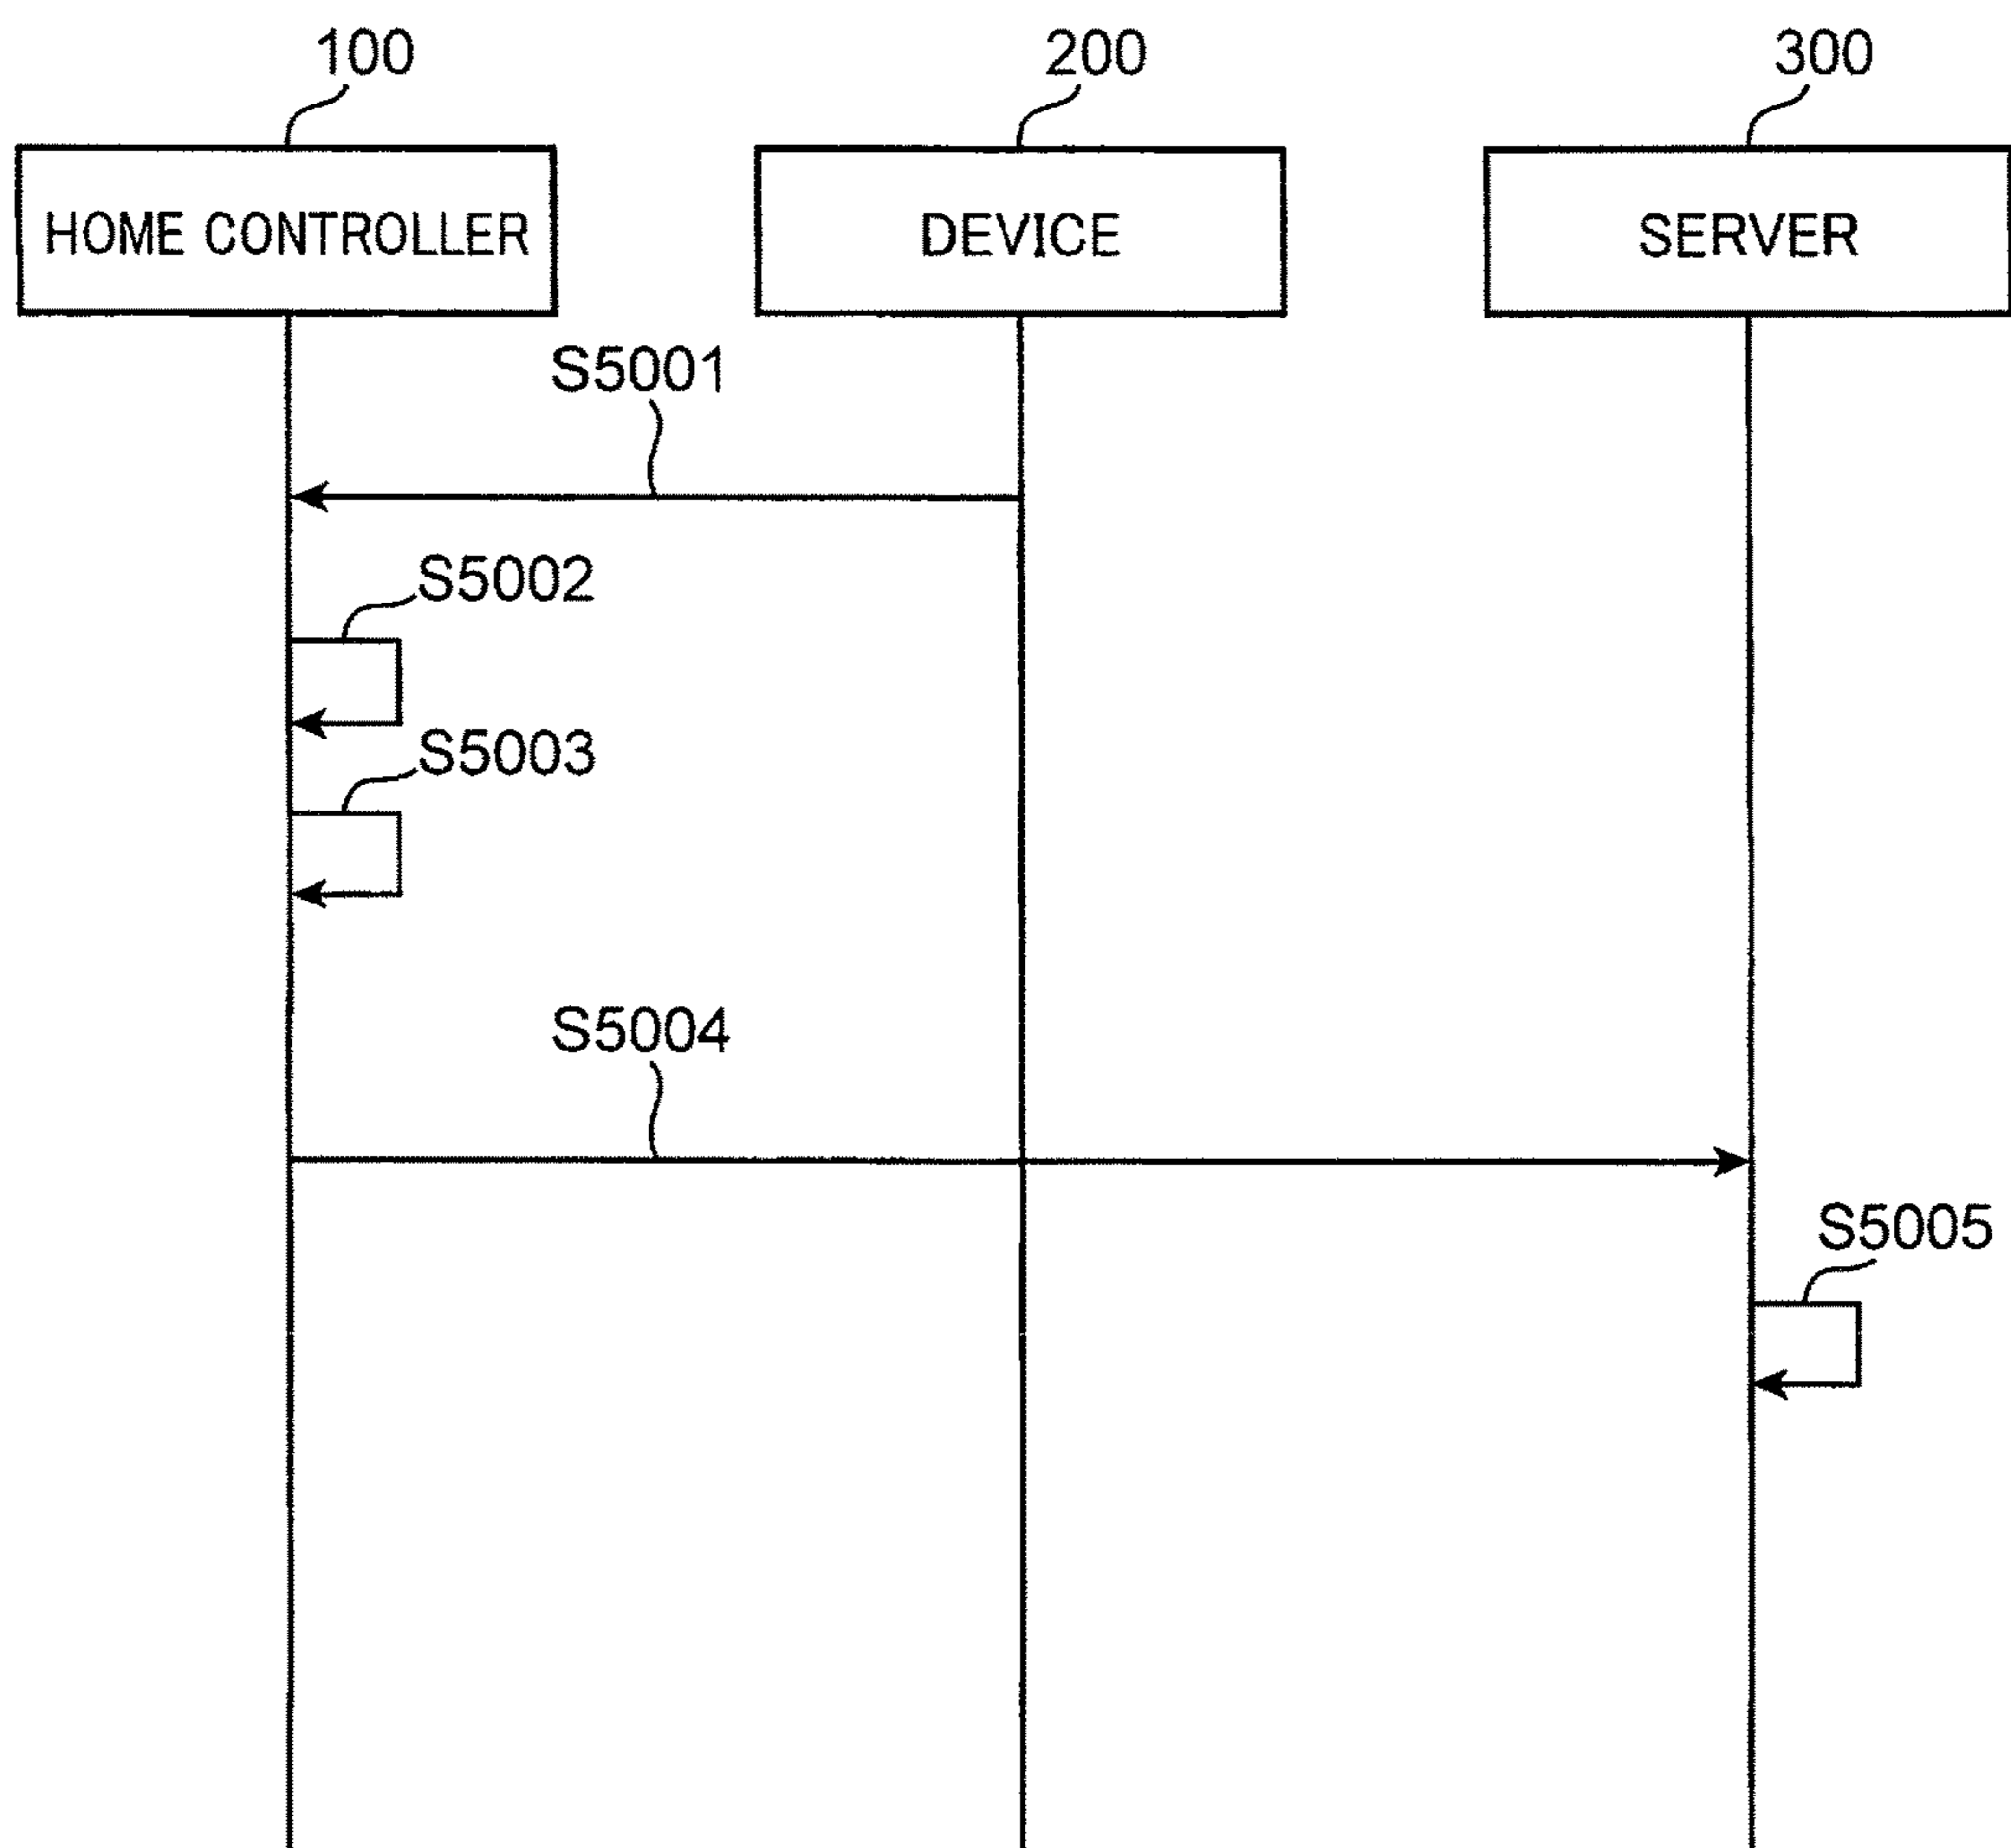 100
200
300
HOME CONTROLLER
DEVICE
SERVER
S5001
S5002
S5003
S5004
S5005